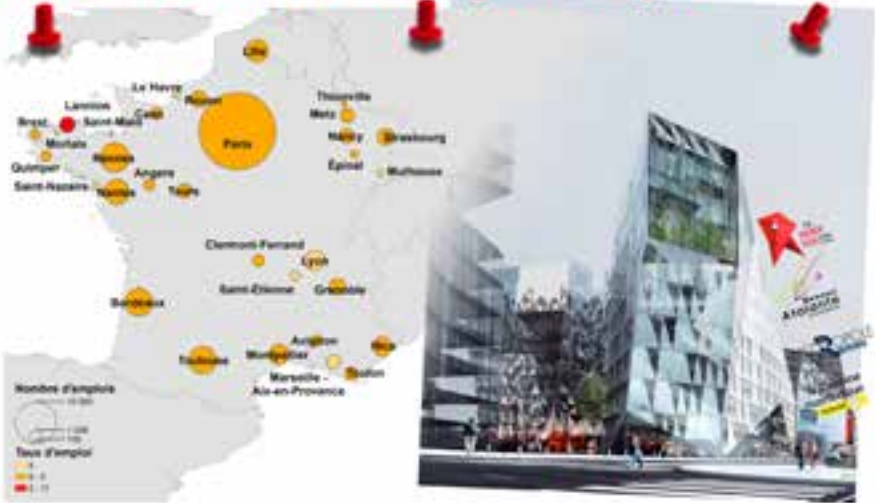 Lille
Le Havre
Rouen
Caen
Lannion
Saint-Malo
Brest
Morlaix
Quimper
Rennes
Saint-Nazaire
Nantes
Angers
Tours
Paris
Thionville
Metz
Nancy
Strasbourg
Épinal
Mulhouse
Clermont-Ferrand
Lyon
Saint-Étienne
Grenoble
Bordeaux
Toulouse
Montpellier
Avignon
Nice
Marseille -
Aix-en-Provence
Toulon
Nombre d'emplois
Taux d'emploi
Atalante